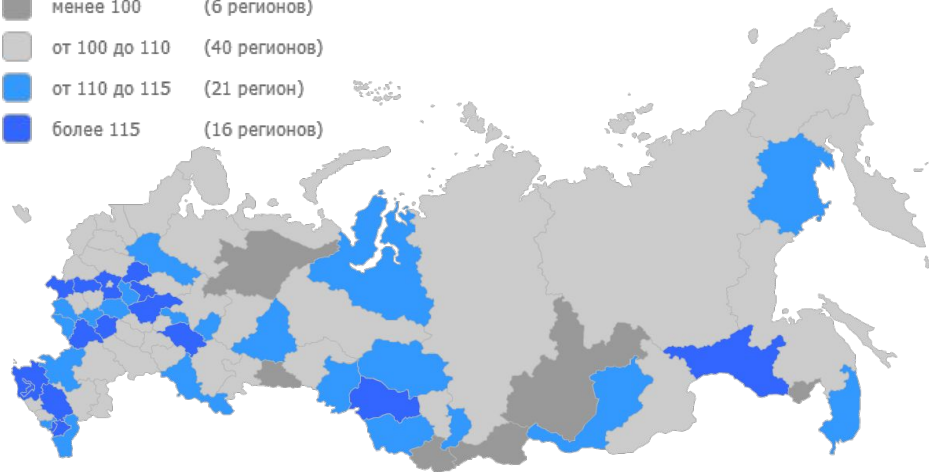 менее 100 (6 регионов)
от 100 до 110 (40 регионов)
от 110 до 115 (21 регион)
более 115 (16 регионов)